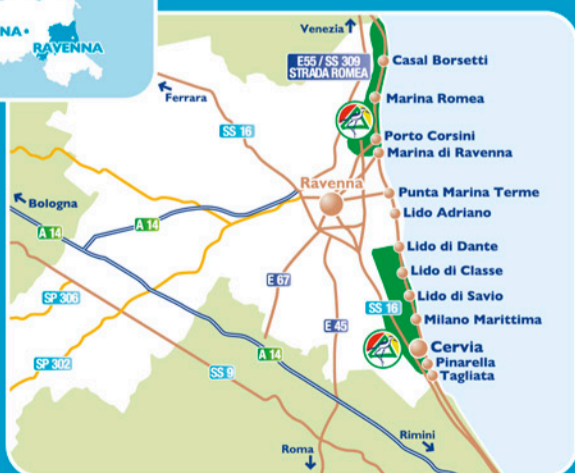 NA
RAVENNA
Venezia
E55 / SS 309
STRADA ROMEA
Casal Borsetti
Ferrara
Marina Romea
SS 16
Porto Corsini
Marina di Ravenna
Ravenna
Punta Marina Terme
Bologna
Lido Adriano
A 14
A 14
Lido di Dante
Lido di Classe
E 67
SP 306
Lido di Savio
SS 16
Milano Marittima
E 45
Cervia
A 14
SP 302
Pinarella
SS 9
Tagliata
Rimini
Roma